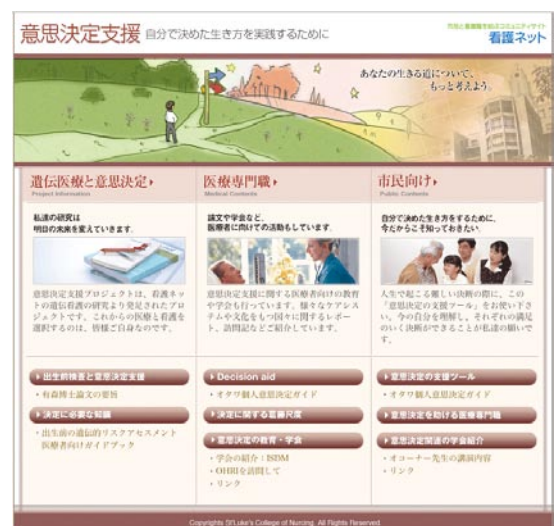 意思決定支援 自分で決めた生き方を実践するために
市民と看護職を結ぶコミュニティサイト
看護ネット
あなたの生きる道について、
もっと考えよう。
遺伝医療と意思決定
Project Information
私達の研究は
明日の未来を変えていきます。
意思決定支援プロジェクトは、看護ネッ
トの遺伝看護の研究より発足されたプロ
ジェクトです。これからの医療と看護を
選択するのは、皆様ご自身なのです。
出生前検査と意思決定支援
・有森博士論文の要旨
決定に必要な知識
・出生前の遺伝的リスクアセスメント
医療者向けガイドブック
医療専門職
Medical Contents
論文や学会など、
医療者に向けての活動もしています。
意思決定支援に関する医療者向けの教育
や学会も行っています。様々なケアシス
テムや文化をもつ国々に関するレポー
ト、訪問記などご紹介しています。
Decision aid
・オタワ個人意思決定ガイド
決定に関する葛藤尺度
意思決定の教育・学会
・学会の紹介：ISDM
・OHRIを訪問して
・リンク
市民向け
Public Contents
自分で決めた生き方をするために、
今だからこそ知っておきたい。
人生で起こる難しい決断の際に、この
「意思決定の支援ツール」をお使い下さ
い。今の自分を理解し、それぞれの満足
のいく決断ができることが私達の願いで
す。
意思決定の支援ツール
・オタワ個人意思決定ガイド
意思決定を助ける医療専門職
意思決定関連の学会紹介
・オコーナー先生の講演内容
・リンク
Copyrights St'Luke's College of Nursing. All Rights Reserved.